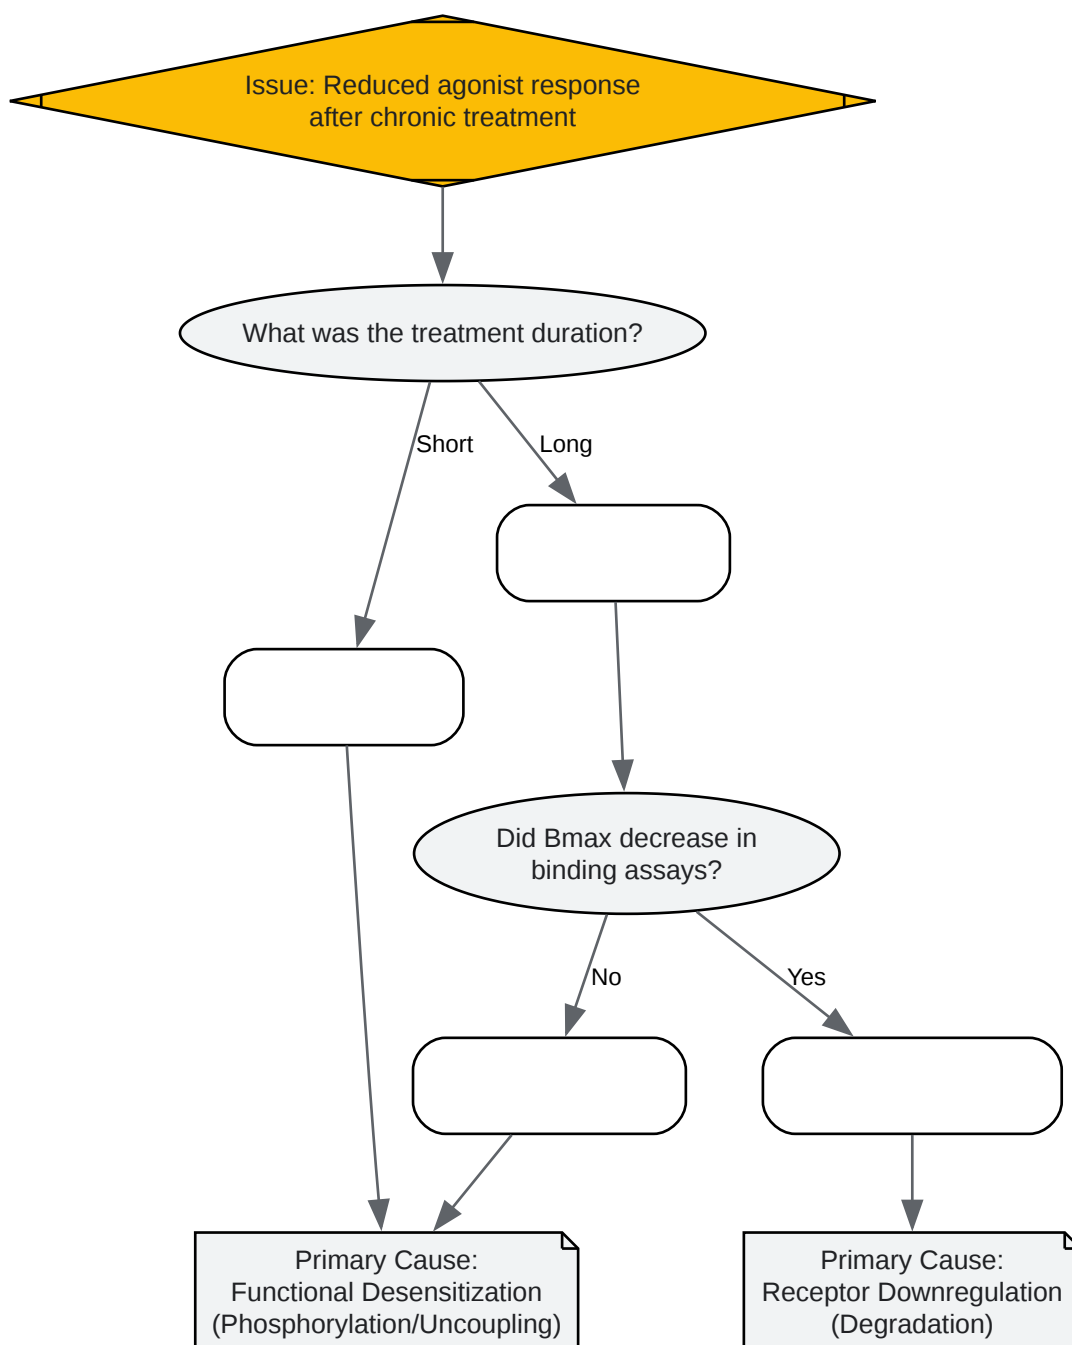 Issue: Reduced agonist response
after chronic treatment
What was the treatment duration?
Short
Long
Did Bmax decrease in
binding assays?
No
Yes
Primary Cause:
Functional Desensitization
(Phosphorylation/Uncoupling)
Primary Cause:
Receptor Downregulation
(Degradation)